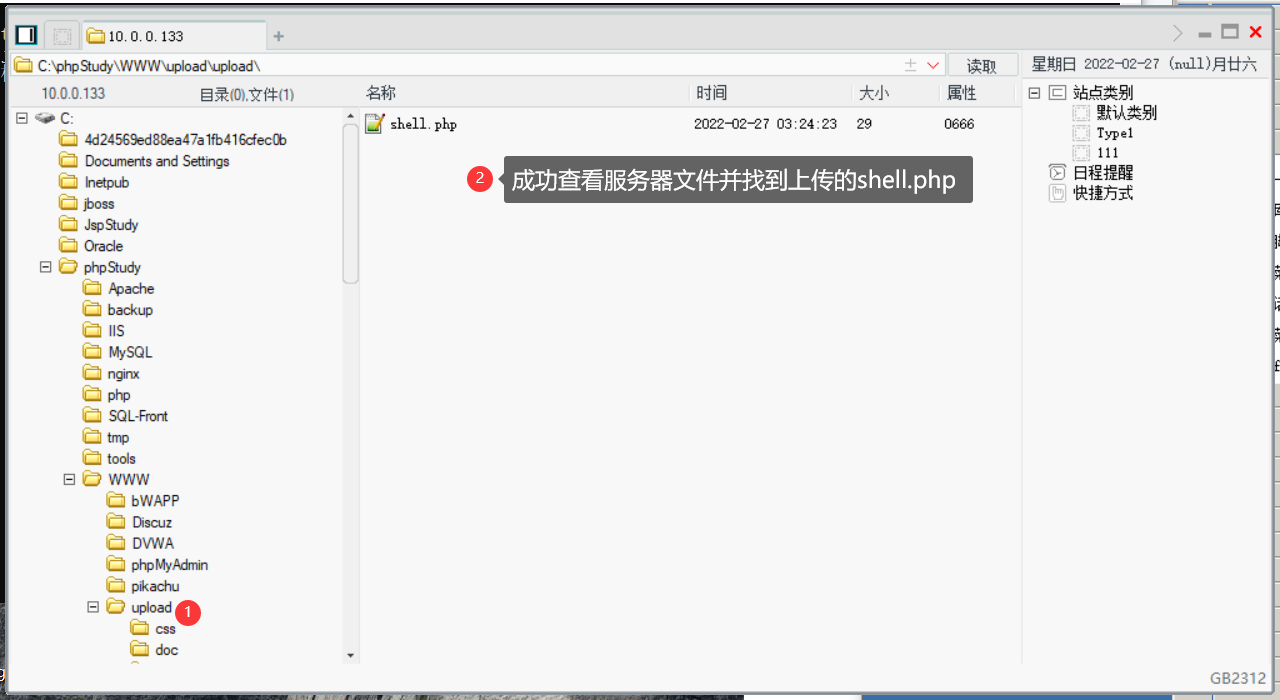 10.0.0.133
+
C:\phpStudy\WWW\upload\upload\
读取
星期日 2022-02-27 (null)月廿六
10.0.0.133 目录(0),文件(1)
名称 时间 大小 属性
shell.php 2022-02-27 03:24:23 29 0666
C:
4d24569ed88ea47a1fb416cfec0b
Documents and Settings
Inetpub
jboss
JspStudy
Oracle
phpStudy
Apache
backup
IIS
MySQL
nginx
php
SQL-Front
tmp
tools
WWW
bWAPP
Discuz
DVWA
phpMyAdmin
pikachu
upload 1
css
doc
2 成功查看服务器文件并找到上传的shell.php
站点类别
默认类别
Type1
111
日程提醒
快捷方式
GB2312